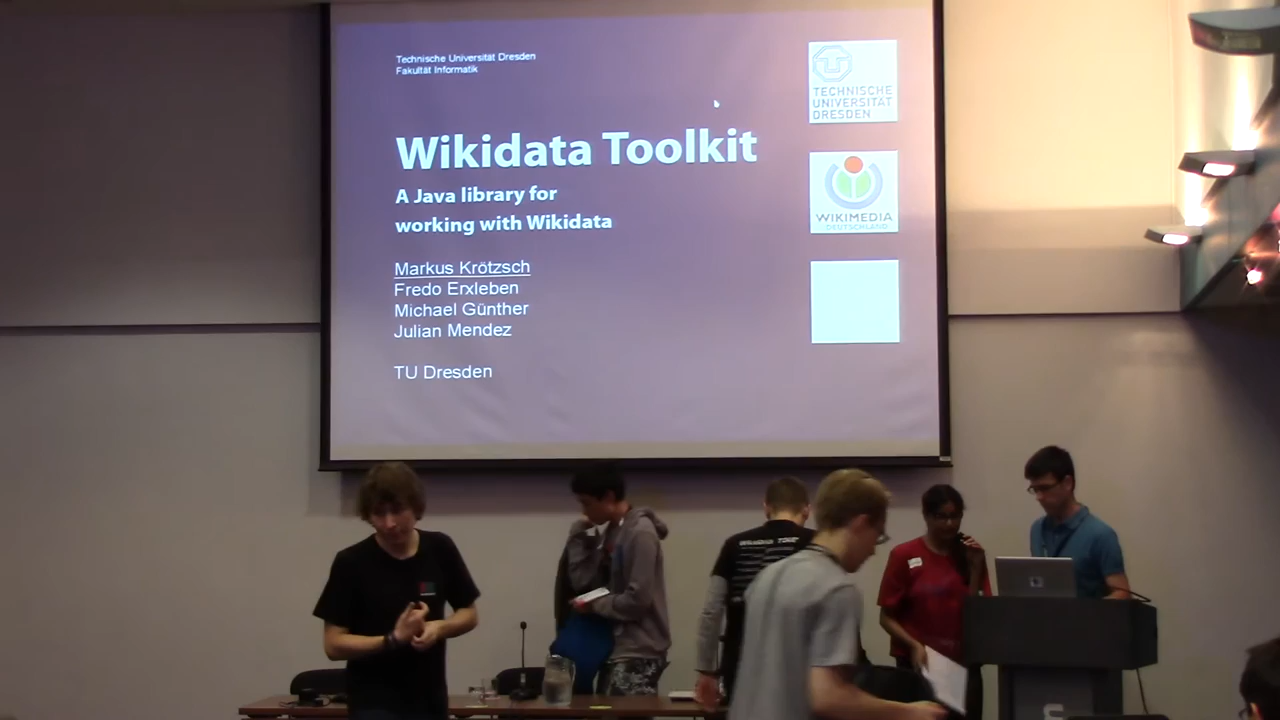 Technische Universität Dresden
Fakultät Informatik
Wikidata Toolkit
A Java library for
working with Wikidata
Markus Krötzsch
Fredo Erxleben
Michael Günther
Julian Mendez
TU Dresden
TECHNISCHE
UNIVERSITÄT
DRESDEN
WIKIMEDIA
DEUTSCHLAND